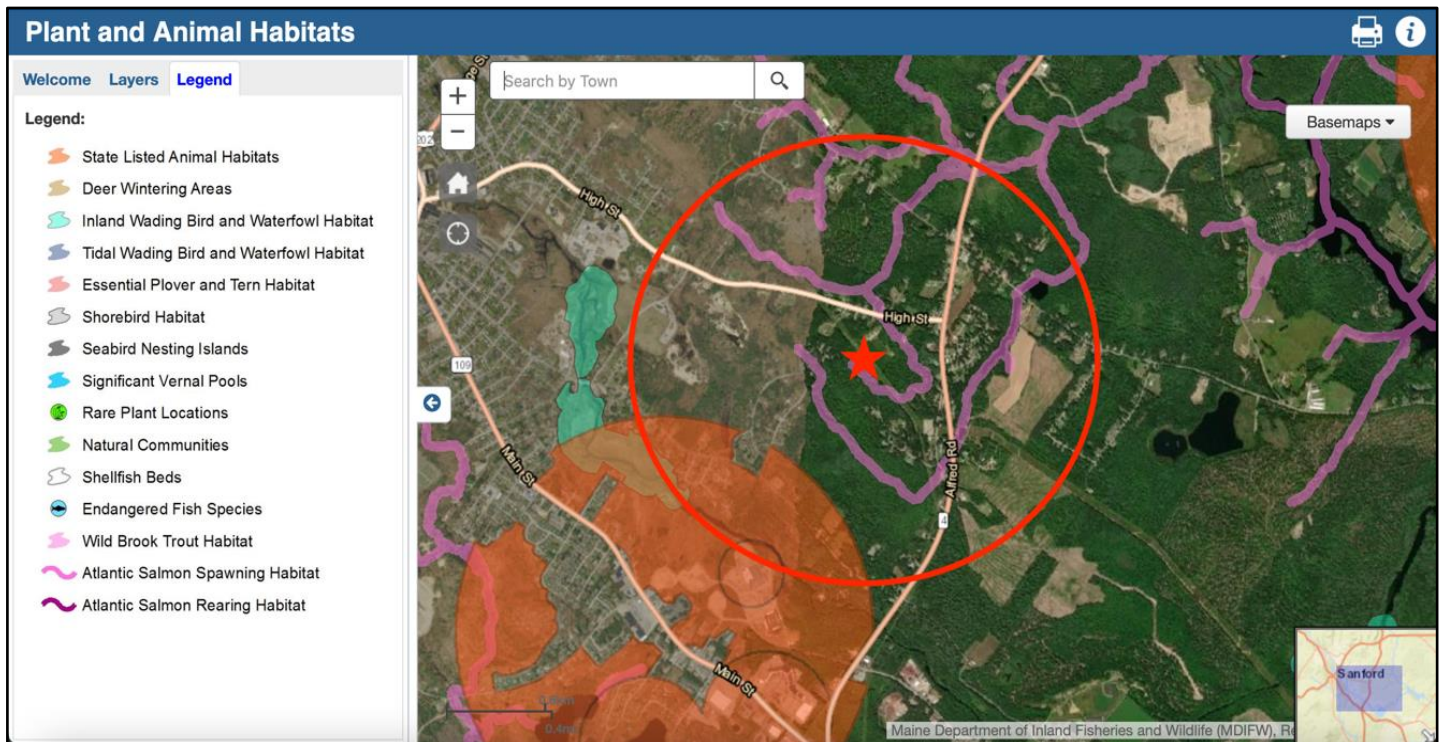 Plant and Animal Habitats
Welcome Layers Legend
Legend:
State Listed Animal Habitats
Deer Wintering Areas
Inland Wading Bird and Waterfowl Habitat
Tidal Wading Bird and Waterfowl Habitat
Essential Plover and Tern Habitat
Shorebird Habitat
Seabird Nesting Islands
Significant Vernal Pools
Rare Plant Locations
Natural Communities
Shellfish Beds
Endangered Fish Species
Wild Brook Trout Habitat
Atlantic Salmon Spawning Habitat
Atlantic Salmon Rearing Habitat
+
Search by Town
−
Basemaps
202
High St
High St
109
Main St
Alfred Rd
4
Main St
Sanford
Maine Department of Inland Fisheries and Wildlife (MDIFW),